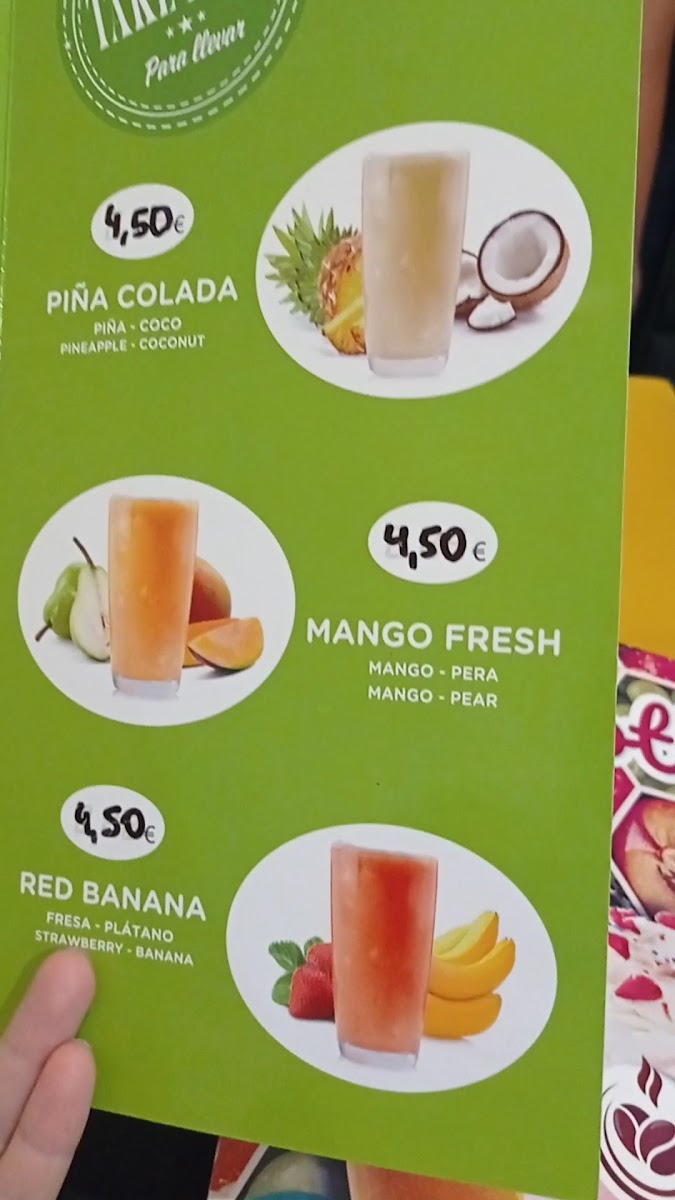 Para llevar
4,50€
PIÑA COLADA
PIÑA - COCO
PINEAPPLE - COCONUT
4,50€
MANGO FRESH
MANGO - PERA
MANGO - PEAR
4,50€
RED BANANA
FRESA - PLÁTANO
STRAWBERRY - BANANA